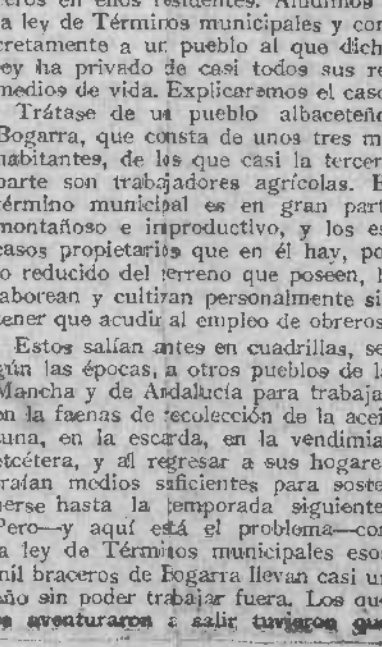 en ellos residentes. Aludimos
a ley de Términos municipales y con
cretamente a un pueblo al que dich
ey ha privado de casi todos sus re
medios de vida. Explicaremos el caso
Trátase de un pueblo albaceteño
Bogarra, que consta de unos tres mi
habitantes, de los que casi la tercer
parte son trabajadores agrícolas. E
término municipal es en gran part
montañoso e improductivo, y los es
casos propietarios que en él hay, po
o reducido del terreno que poseen, l
aborean y cultivan personalmente si
tener que acudir al empleo de obreros
Estos salían antes en cuadrillas, se
gún las épocas, a otros pueblos de la
Mancha y de Andalucía para trabaja
en la faenas de recolección de la acei
tuna, en la escarda, en la vendimia
etcétera, y al regresar a sus hogare
traían medios suficientes para soste
nerse hasta la temporada siguiente
Pero—y aquí está el problema—con
a ley de Términos municipales esos
mil braceros de Bogarra llevan casi un
año sin poder trabajar fuera. Los que
se aventuraron a salir tuvieron que